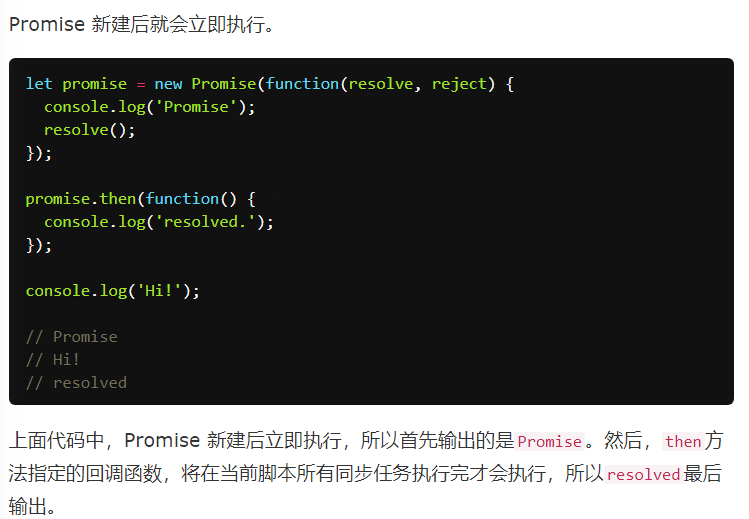 Promise 新建后就会立即执行。
let promise = new Promise(function(resolve, reject) {
  console.log('Promise');
  resolve();
});
promise.then(function() {
  console.log('resolved.');
});
console.log('Hi!');
// Promise
// Hi!
// resolved
上面代码中，Promise 新建后立即执行，所以首先输出的是Promise。然后，then方
法指定的回调函数，将在当前脚本所有同步任务执行完才会执行，所以resolved最后
输出。